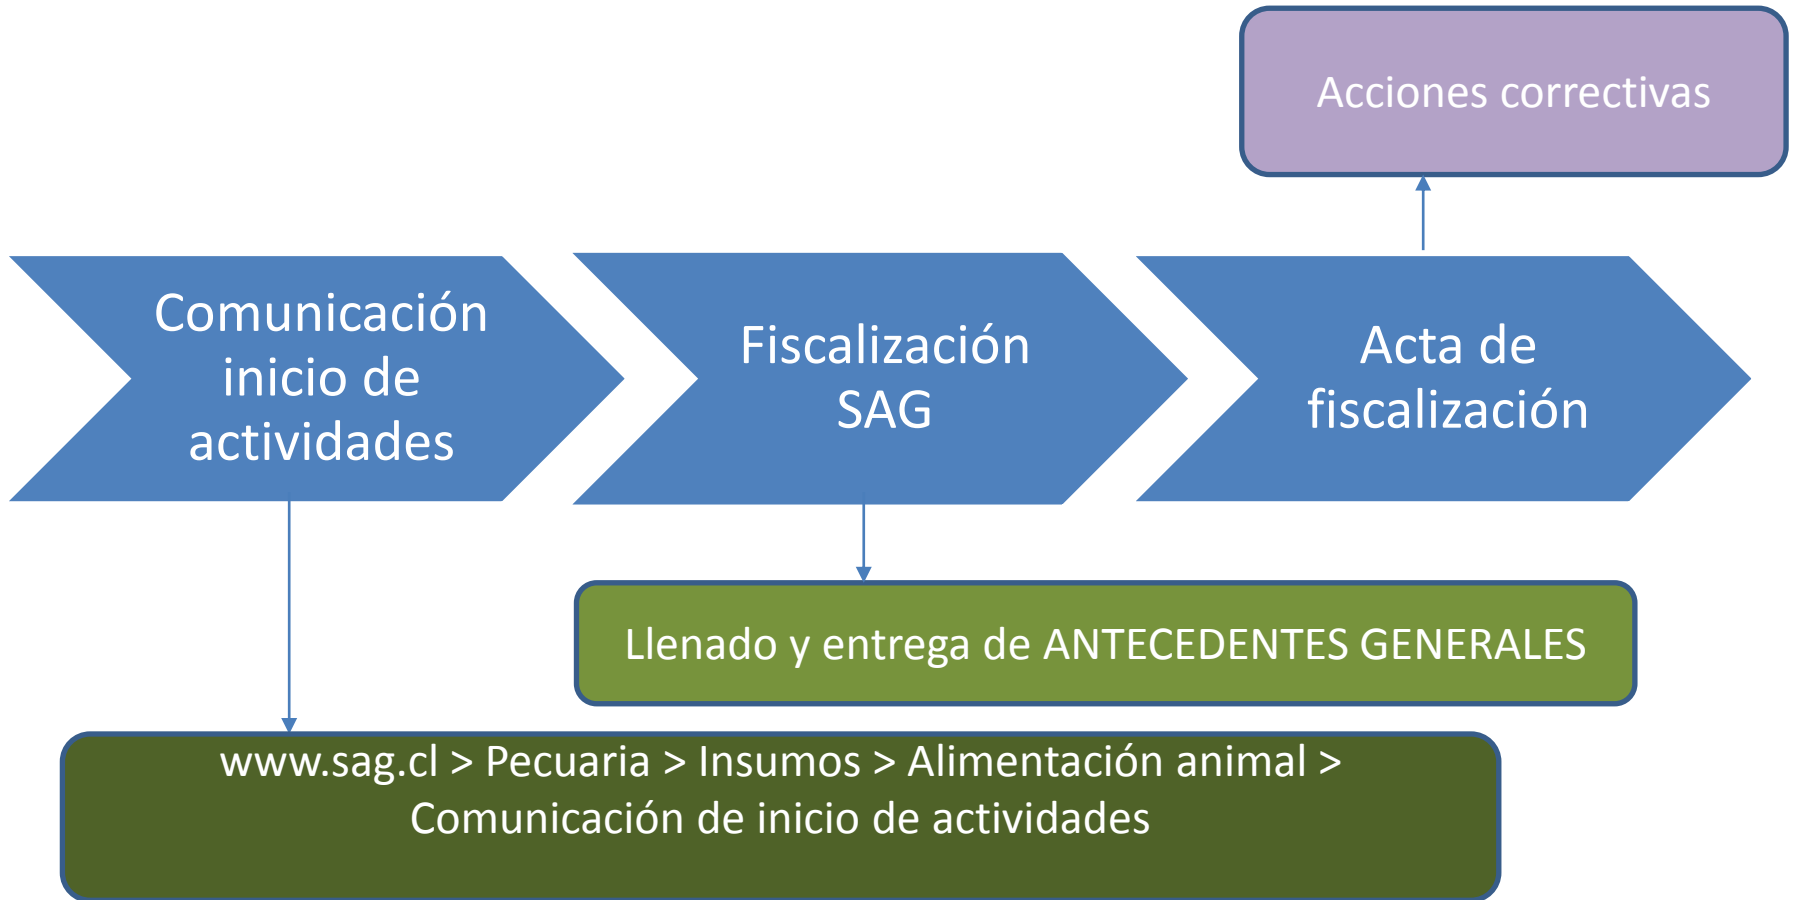 Acciones correctivas
Comunicación
inicio de
actividades
Fiscalización
SAG
Acta de
fiscalización
Llenado y entrega de ANTECEDENTES GENERALES
www.sag.cl > Pecuaria > Insumos > Alimentación animal >
Comunicación de inicio de actividades